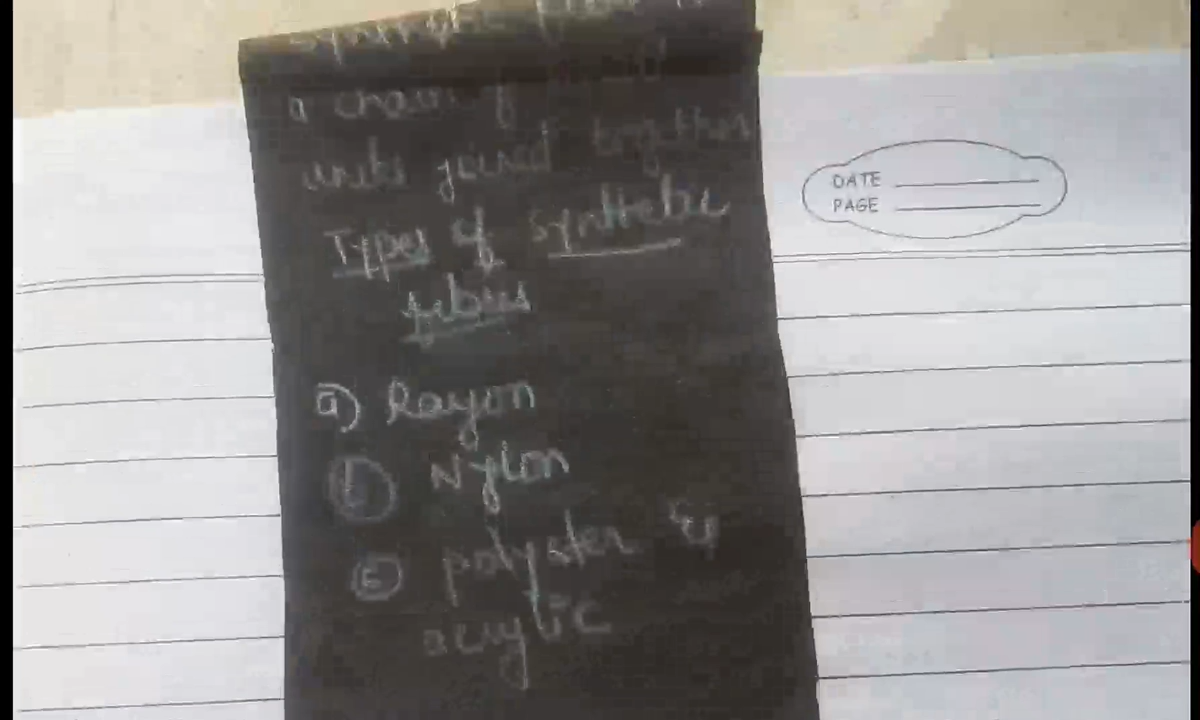 a chain of
units joined together
Types of Synthetic
fibres
a) Rayon
b Nylon
c polyster &
acrylic
DATE
PAGE